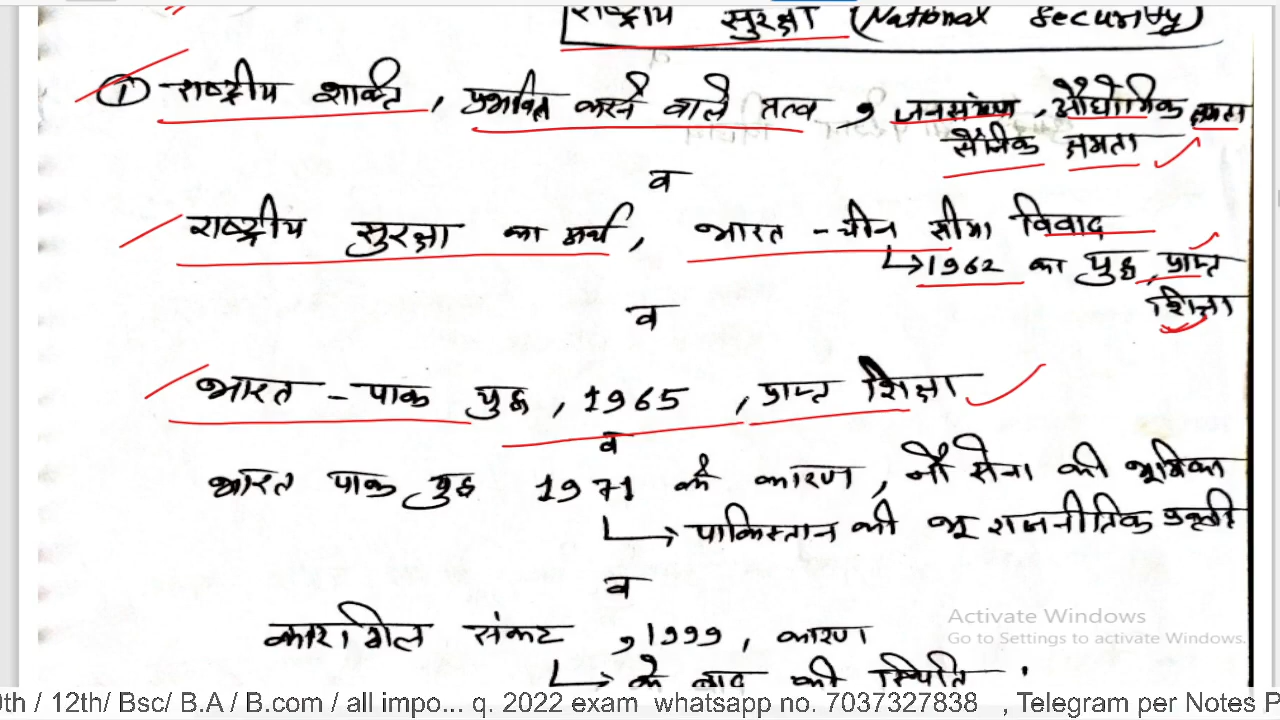 राष्ट्रीय सुरक्षा (National Security)
① राष्ट्रीय शक्ति, प्रभावित करने वाले तत्व, जनसंख्या, औद्योगिक क्षमता
सैनिक क्षमता
व
राष्ट्रीय सुरक्षा का अर्थ, भारत - चीन सीमा विवाद
↳ 1962 का युद्ध, प्राप्त
शिक्षा
व
भारत - पाक युद्ध, 1965, प्राप्त शिक्षा
व
भारत पाक युद्ध 1971 के कारण, नौ सेना की भूमिका
↳ पाकिस्तान की भू राजनीतिक
व
कारगिल संकट, 1999, कारण
↳ के बाद की स्थिति
Activate Windows
Go to Settings to activate Windows.
0th / 12th/ Bsc/ B.A / B.com / all impo... q. 2022 exam whatsapp no. 7037327838 , Telegram per Notes P